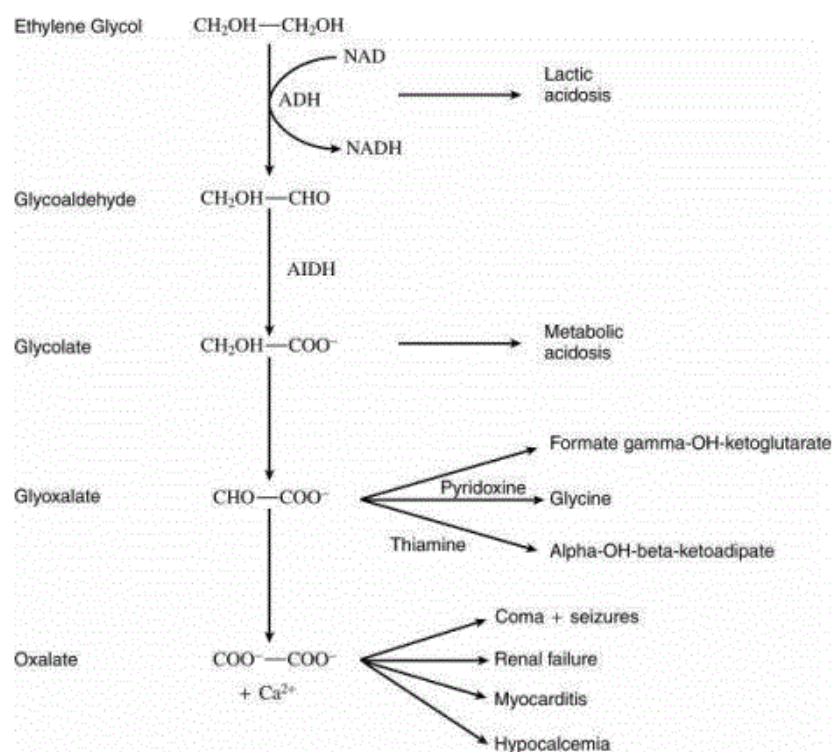 Ethylene Glycol CH₂OH—CH₂OH
NAD
ADH
Lactic
acidosis
NADH
Glycoaldehyde CH₂OH—CHO
AIDH
Glycolate CH₂OH—COO⁻
Metabolic
acidosis
Formate gamma-OH-ketoglutarate
Glyoxalate CHO—COO⁻
Pyridoxine
Glycine
Thiamine
Alpha-OH-beta-ketoadipate
Coma + seizures
Oxalate COO⁻—COO⁻
Renal failure
+ Ca²⁺
Myocarditis
Hypocalcemia